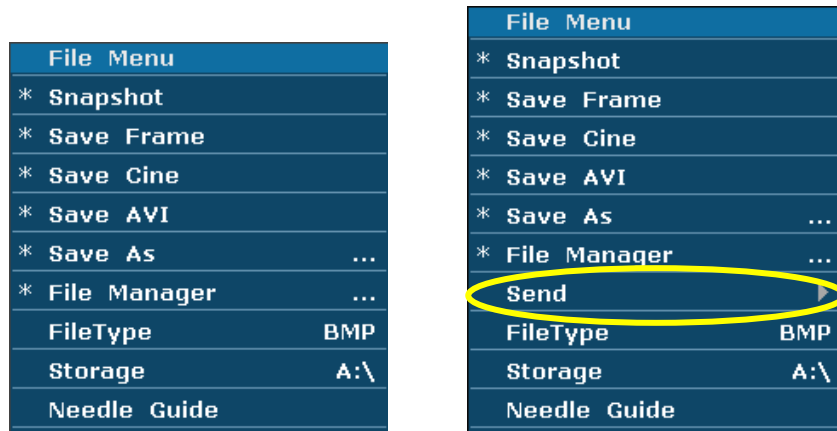 File Menu
* Snapshot
* Save Frame
* Save Cine
* Save AVI
* Save As ...
* File Manager ...
FileType BMP
Storage A:\
Needle Guide
File Menu
* Snapshot
* Save Frame
* Save Cine
* Save AVI
* Save As ...
* File Manager ...
Send
FileType BMP
Storage A:\
Needle Guide